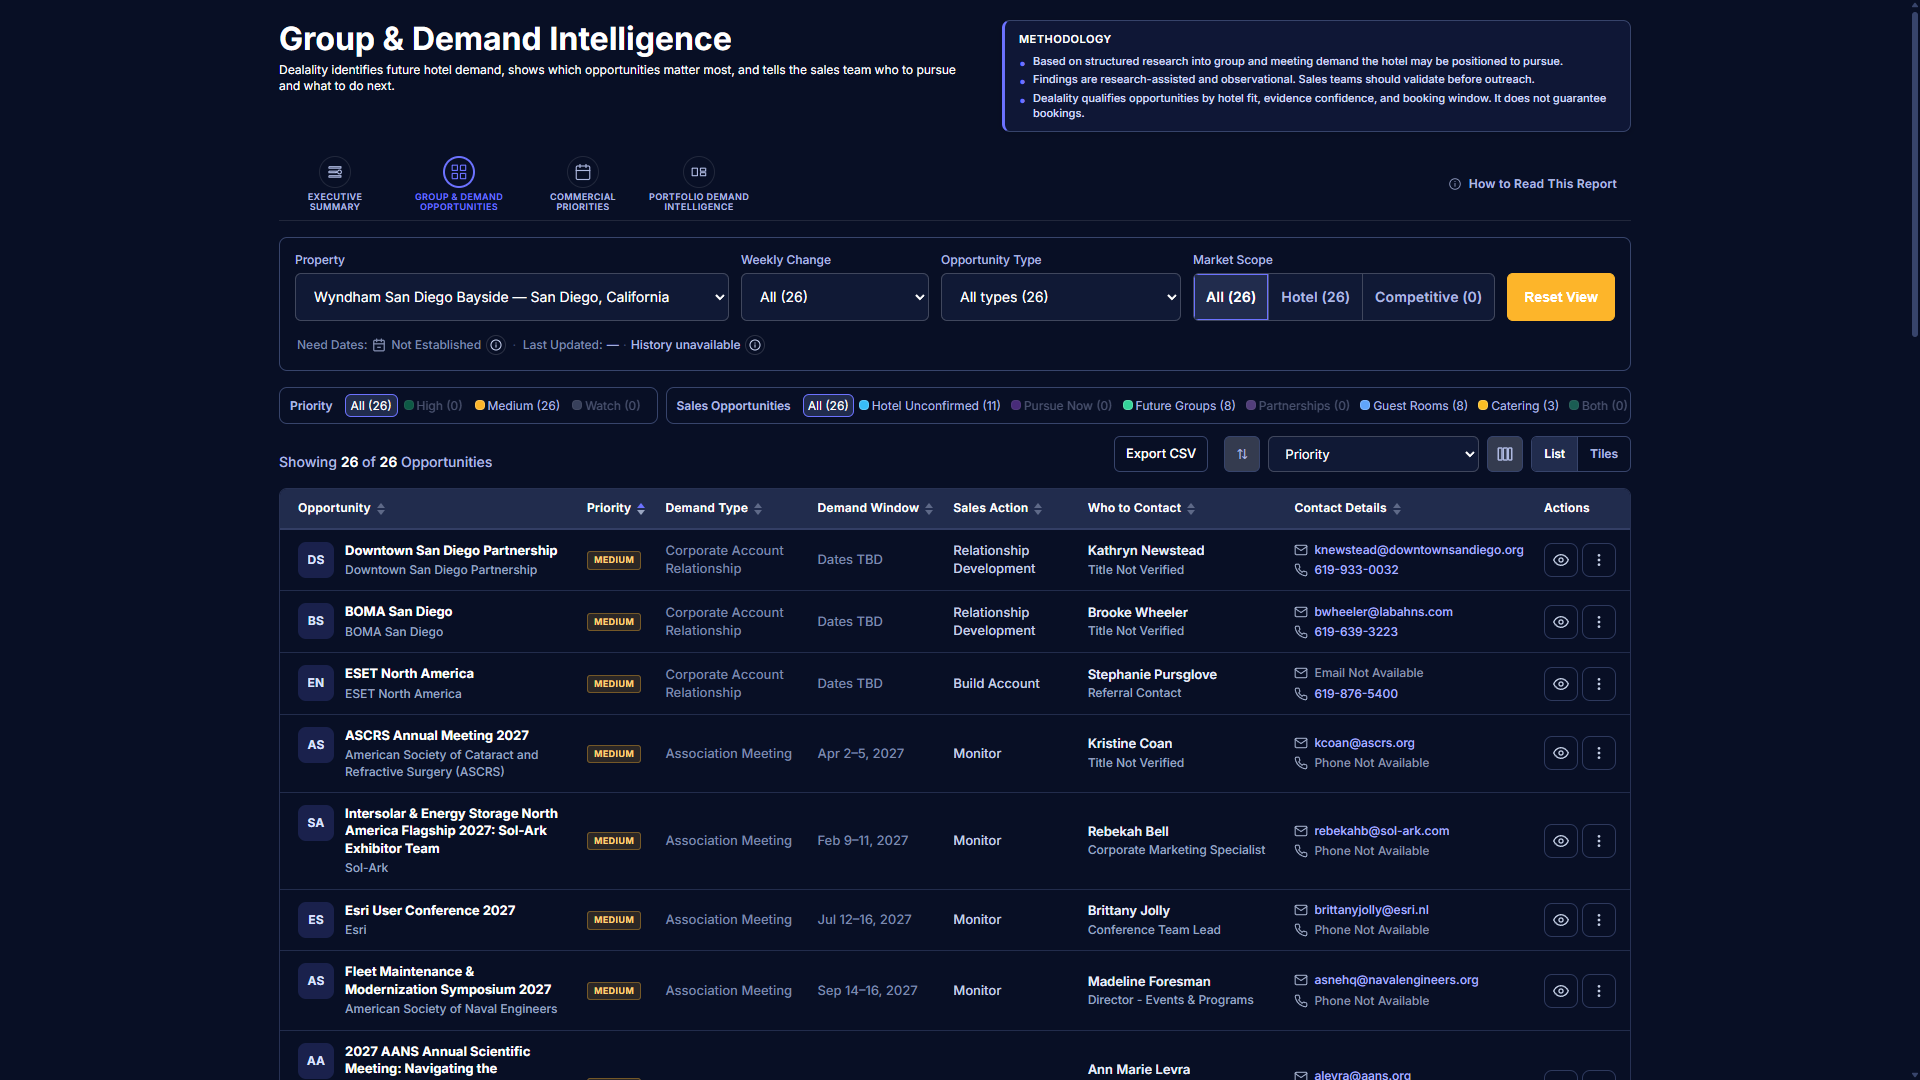 Group & Demand Intelligence
Dealality identifies future hotel demand, shows which opportunities matter most, and tells the sales team who to pursue
and what to do next.
METHODOLOGY
Based on structured research into group and meeting demand the hotel may be positioned to pursue.
Findings are research-assisted and observational. Sales teams should validate before outreach.
Dealality qualifies opportunities by hotel fit, evidence confidence, and booking window. It does not guarantee
bookings.
EXECUTIVE
SUMMARY
GROUP & DEMAND
OPPORTUNITIES
COMMERCIAL
PRIORITIES
PORTFOLIO DEMAND
INTELLIGENCE
How to Read This Report
Property
Weekly Change
Opportunity Type
Market Scope
Wyndham San Diego Bayside — San Diego, California
All (26)
All types (26)
All (26)
Hotel (26)
Competitive (0)
Reset View
Need Dates: Not Established · Last Updated: — · History unavailable
Priority All (26) High (0) Medium (26) Watch (0)
Sales Opportunities All (26) Hotel Unconfirmed (11) Pursue Now (0) Future Groups (8) Partnerships (0) Guest Rooms (8) Catering (3) Both (0)
Showing 26 of 26 Opportunities
Export CSV
Priority
List
Tiles
Opportunity Priority Demand Type Demand Window Sales Action Who to Contact Contact Details Actions
DS
Downtown San Diego Partnership
Downtown San Diego Partnership
MEDIUM
Corporate Account
Relationship
Dates TBD
Relationship
Development
Kathryn Newstead
Title Not Verified
knewstead@downtownsandiego.org
619-933-0032
BS
BOMA San Diego
BOMA San Diego
MEDIUM
Corporate Account
Relationship
Dates TBD
Relationship
Development
Brooke Wheeler
Title Not Verified
bwheeler@labahns.com
619-639-3223
EN
ESET North America
ESET North America
MEDIUM
Corporate Account
Relationship
Dates TBD
Build Account
Stephanie Pursglove
Referral Contact
Email Not Available
619-876-5400
AS
ASCRS Annual Meeting 2027
American Society of Cataract and
Refractive Surgery (ASCRS)
MEDIUM
Association Meeting
Apr 2–5, 2027
Monitor
Kristine Coan
Title Not Verified
kcoan@ascrs.org
Phone Not Available
SA
Intersolar & Energy Storage North
America Flagship 2027: Sol-Ark
Exhibitor Team
Sol-Ark
MEDIUM
Association Meeting
Feb 9–11, 2027
Monitor
Rebekah Bell
Corporate Marketing Specialist
rebekahb@sol-ark.com
Phone Not Available
ES
Esri User Conference 2027
Esri
MEDIUM
Association Meeting
Jul 12–16, 2027
Monitor
Brittany Jolly
Conference Team Lead
brittanyjolly@esri.nl
Phone Not Available
AS
Fleet Maintenance &
Modernization Symposium 2027
American Society of Naval Engineers
MEDIUM
Association Meeting
Sep 14–16, 2027
Monitor
Madeline Foresman
Director - Events & Programs
asnehq@navalengineers.org
Phone Not Available
AA
2027 AANS Annual Scientific
Meeting: Navigating the
Ann Marie Levra
alevra@aans.org